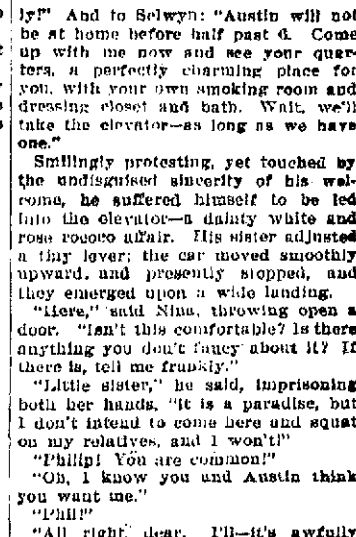 ly!" And to Selwyn: "Austin will not
be at home before half past 6. Come
up with me now and see your quar-
ters, a perfectly charming place for
you, with your own smoking room and
dressing closet and bath. Wait, we'll
take the elevator—as long as we have
one."
Smilingly protesting, yet touched by
the undisguised sincerity of his wel-
come, he suffered himself to be led
into the elevator—a dainty white and
rose rococo affair. His sister adjusted
a tiny lever; the car moved smoothly
upward, and presently stopped, and
they emerged upon a wide landing.
"Here," said Nina, throwing open a
door. "Isn't this comfortable? Is there
anything you don't fancy about it? If
there is, tell me frankly."
"Little sister," he said, imprisoning
both her hands, "it is a paradise, but
I don't intend to come here and squat
on my relatives, and I won't!"
"Philip! You are common!"
"Oh, I know you and Austin think
you want me."
"Phil!"
"All right, dear. I'll—it's awfully